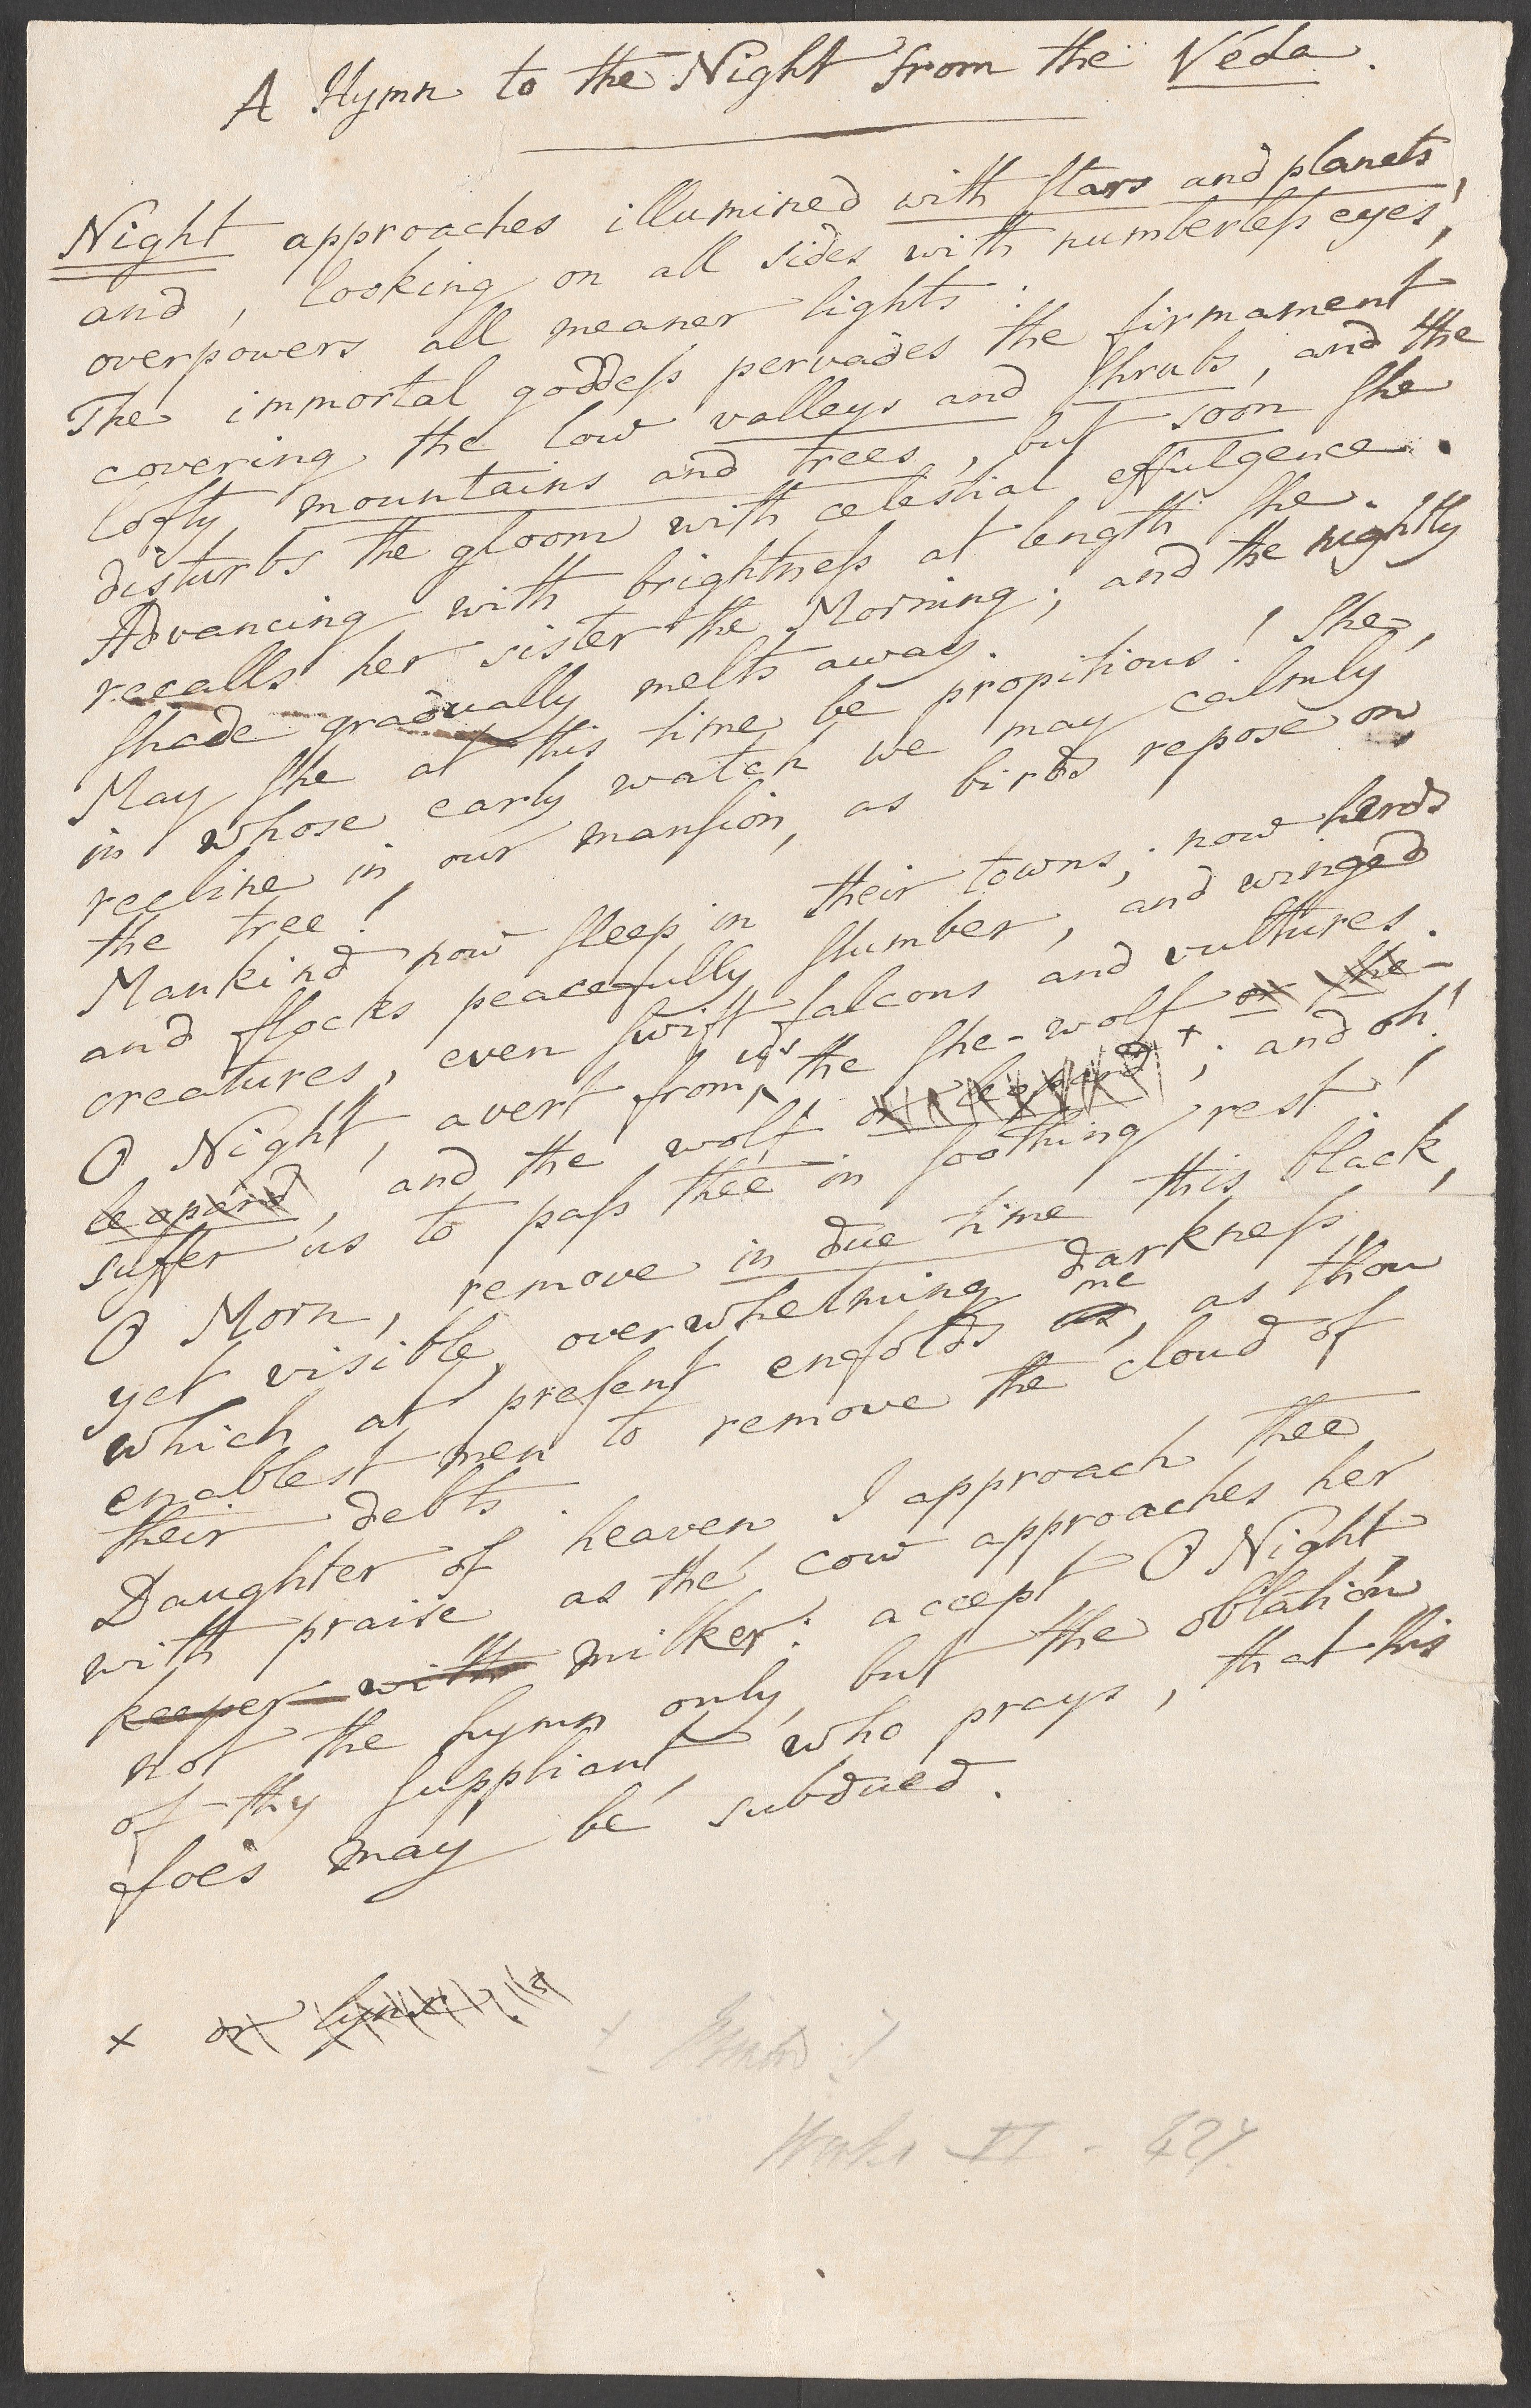 A Hymn to the Night from the Véda.
Night approaches illumined with ſtars and planets,
and, looking on all sides with numberleſs eyes,
overpowers all meaner lights:
The immortal goddeſs pervades the firmament
covering the low valleys and ſhrubs, and the
lofty mountains and trees, but soon ſhe
disturbs the gloom with celestial effulgence.
Advancing with brightneſs at length ſhe
recalls her sister the Morning; and the nightly
ſhade gradually melts away.
May ſhe at this time be propitious! ſhe,
in whose early watch we may calmly
recline in our manſion, as birds repose on
the tree!
Mankind now ſleep in their towns; now herds
and flocks peacefully ſlumber, and winged
creatures, even ſwift falcons and vultures.
O Night, avert from us the ſhe-wolf or ſhe-
leopard, and the wolf or leopard +; and oh!
suffer us to paſs thee in ſoothing rest!
O Morn, remove in due time this black,
yet visible, overwhelming darkneſs
which at preſent enfolds us, me as thou
enablest men to remove the cloud of
their debts.
Daughter of heaven, I approach thee
with praise as the cow approaches her
keeper with milker: accept O Night
not the hymn only, but the oblation
of thy ſuppliant, who prays, that his
foes may be subdued.
x or
Works VI - 427